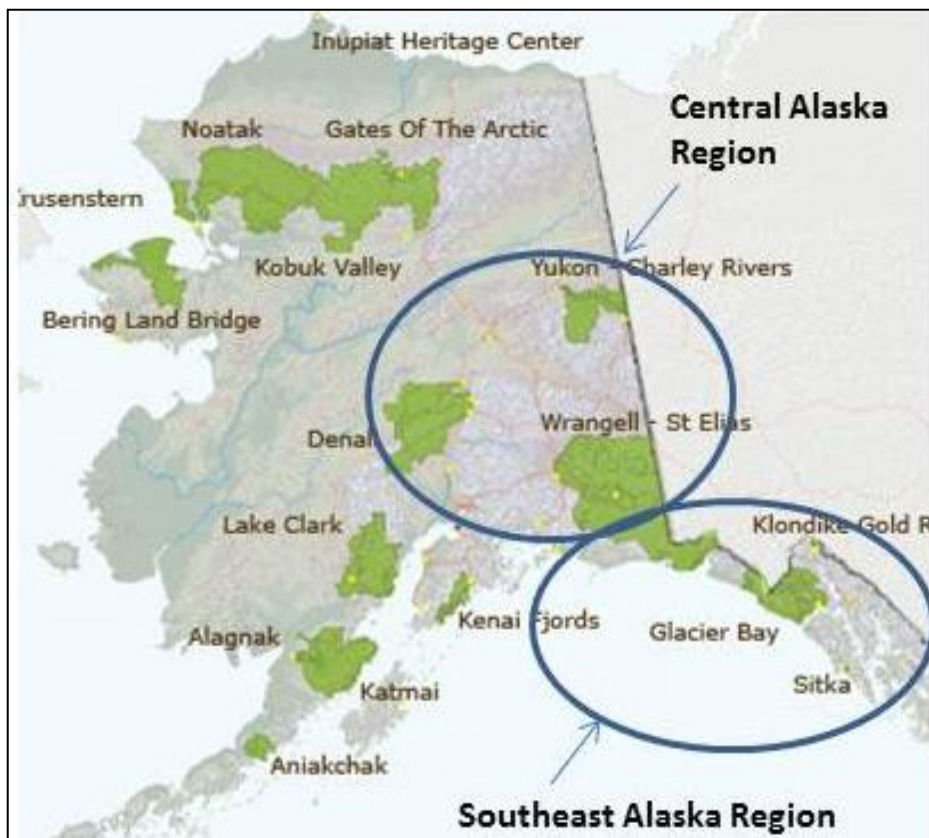 Inupiat Heritage Center
Central Alaska
Region
Noatak
Gates Of The Arctic
rusenstern
Kobuk Valley
Yukon - Charley Rivers
Bering Land Bridge
Wrangell - St Elias
Denal
Lake Clark
Klondike Gold R
Kenai Fjords
Glacier Bay
Alagnak
Katmai
Sitka
Aniakchak
Southeast Alaska Region